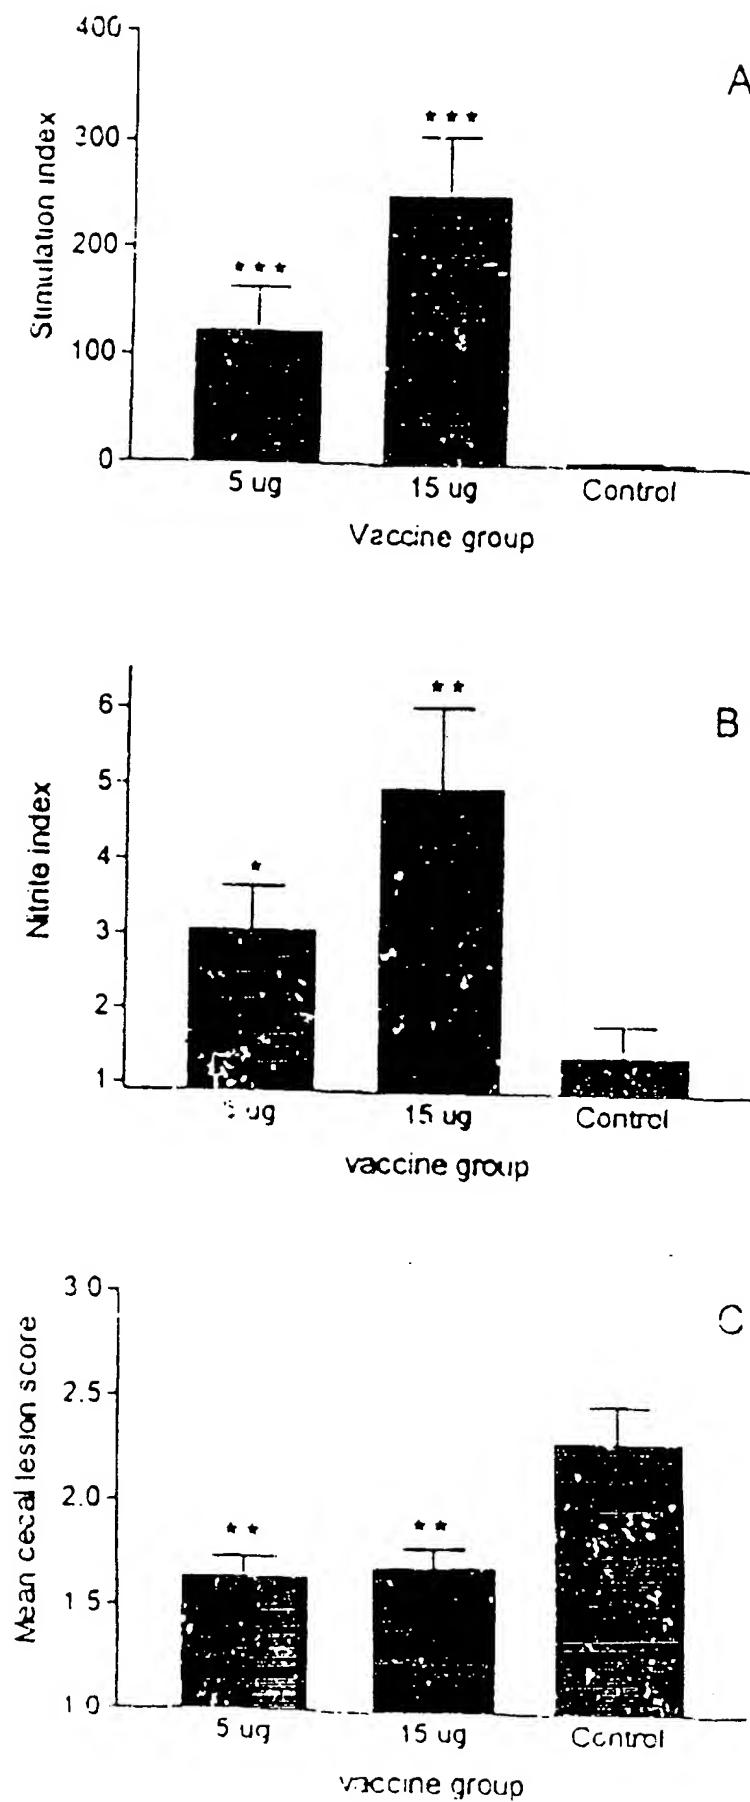 400
A
300
200
100
0
Stimulation index
★ ★ ★
★ ★ ★
5 ug 15 ug Control
Vaccine group
B
6
5
4
3
2
1
Nitrite index
★
★ ★
5 ug 15 ug Control
vaccine group
C
3.0
2.5
2.0
1.5
1.0
Mean cecal lesion score
★ ★
★ ★
5 ug 15 ug Control
vaccine group